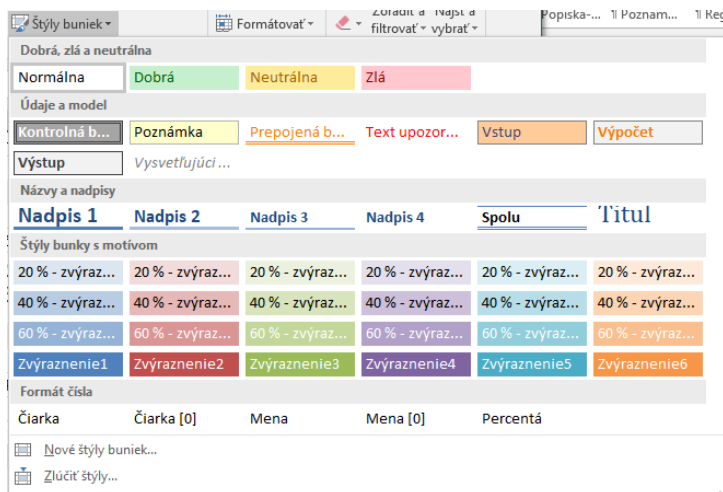 Štýly buniek
Formátovať
Zoradiť a
filtrovať
Nájsť a
vybrať
Popiska-...
¶ Poznam...
¶ Reg
Dobrá, zlá a neutrálna
Normálna Dobrá Neutrálna Zlá
Údaje a model
Kontrolná b... Poznámka Prepojená b... Text upozor... Vstup Výpočet
Výstup Vysvetľujúci ...
Názvy a nadpisy
Nadpis 1 Nadpis 2 Nadpis 3 Nadpis 4 Spolu Titul
Štýly bunky s motívom
20 % - zvýraz... 20 % - zvýraz... 20 % - zvýraz... 20 % - zvýraz... 20 % - zvýraz... 20 % - zvýraz...
40 % - zvýraz... 40 % - zvýraz... 40 % - zvýraz... 40 % - zvýraz... 40 % - zvýraz... 40 % - zvýraz...
60 % - zvýraz... 60 % - zvýraz... 60 % - zvýraz... 60 % - zvýraz... 60 % - zvýraz... 60 % - zvýraz...
Zvýraznenie1 Zvýraznenie2 Zvýraznenie3 Zvýraznenie4 Zvýraznenie5 Zvýraznenie6
Formát čísla
Čiarka Čiarka [0] Mena Mena [0] Percentá
Nové štýly buniek...
Zlúčiť štýly...